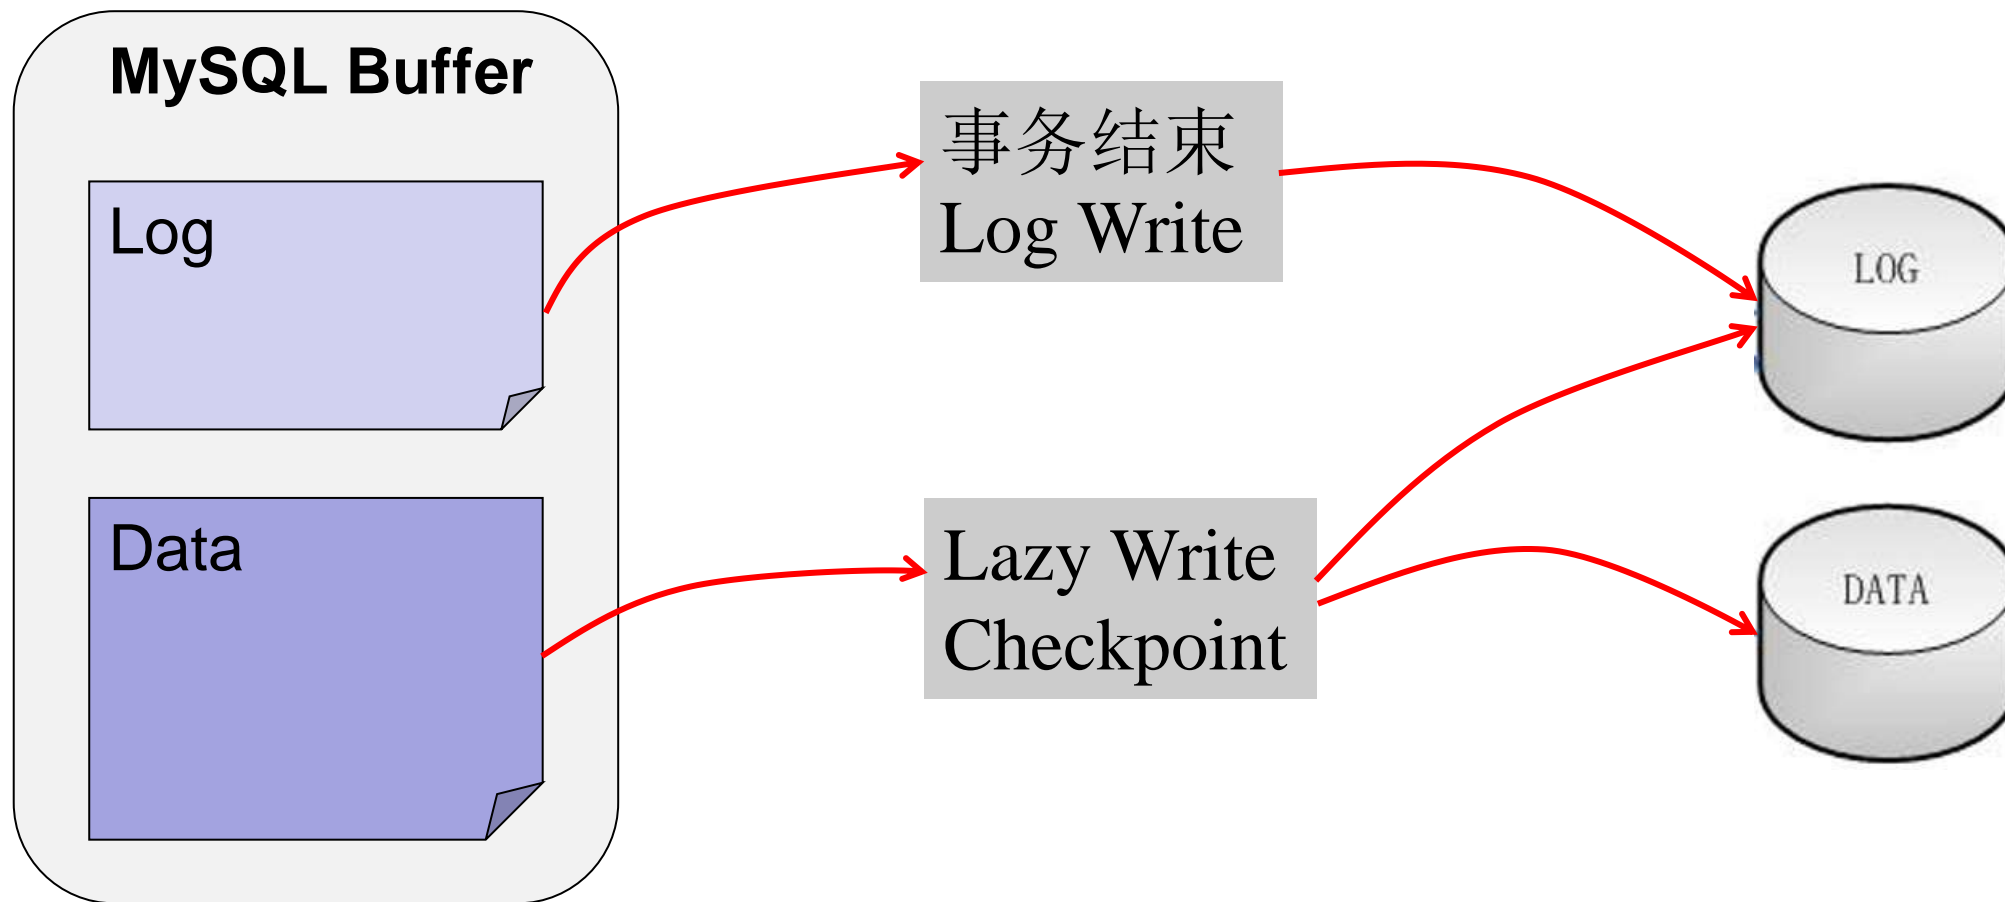 MySQL Buffer
Log
事务结束
Log Write
LOG
Data
Lazy Write
Checkpoint
DATA